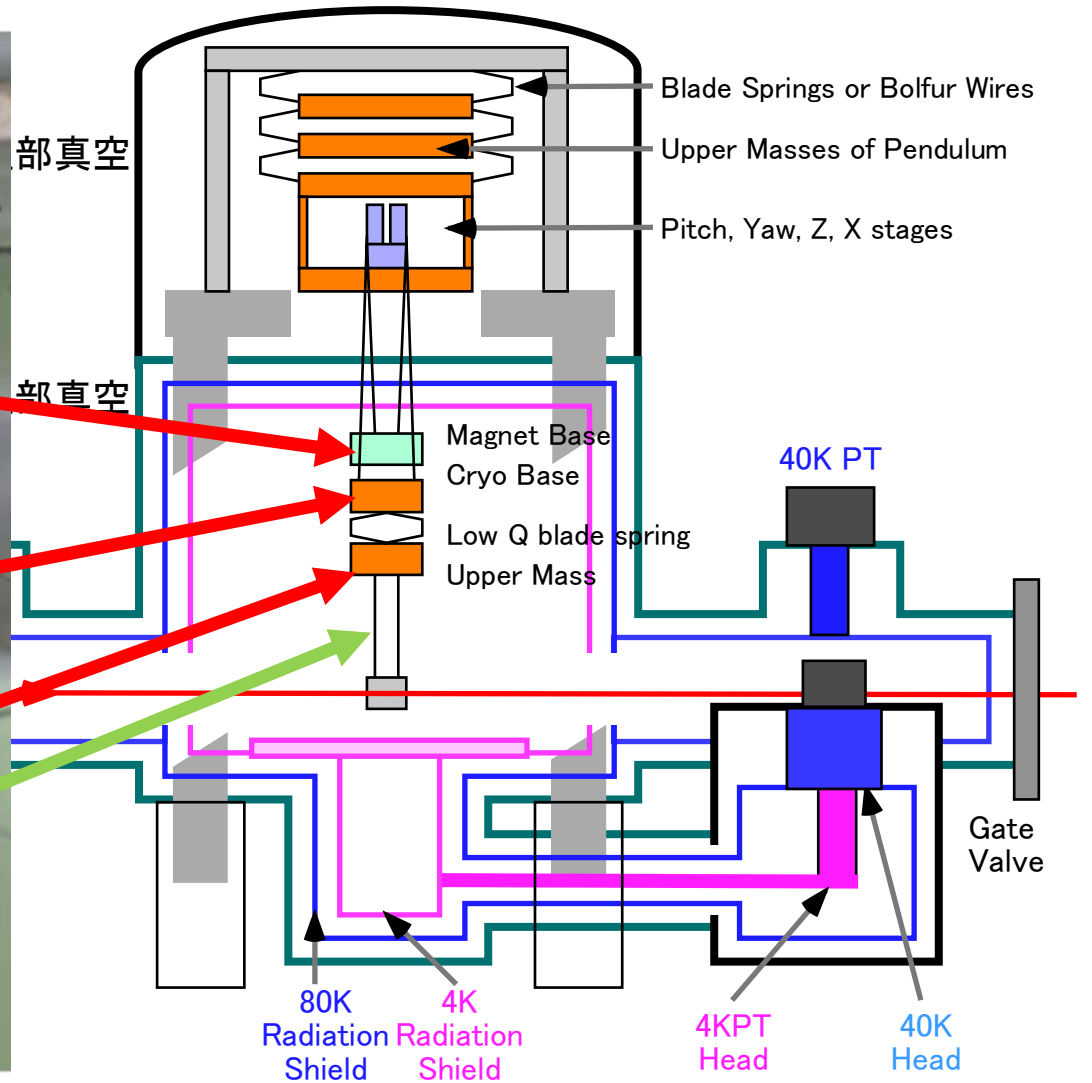 Blade Springs or Bolfur Wires
部真空
Upper Masses of Pendulum
Pitch, Yaw, Z, X stages
部真空
Magnet Base
Cryo Base
40K PT
Low Q blade spring
Upper Mass
Gate
Valve
80K
Radiation
Shield
4K
Radiation
Shield
4KPT
Head
40K
Head